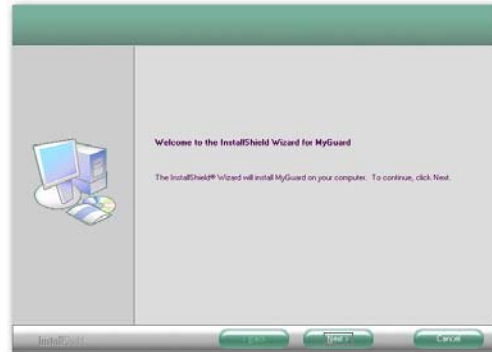 Welcome to the InstallShield Wizard for MyGuard
The InstallShield® Wizard will install MyGuard on your computer. To continue, click Next.
InstallShield
< Back
Next >
Cancel